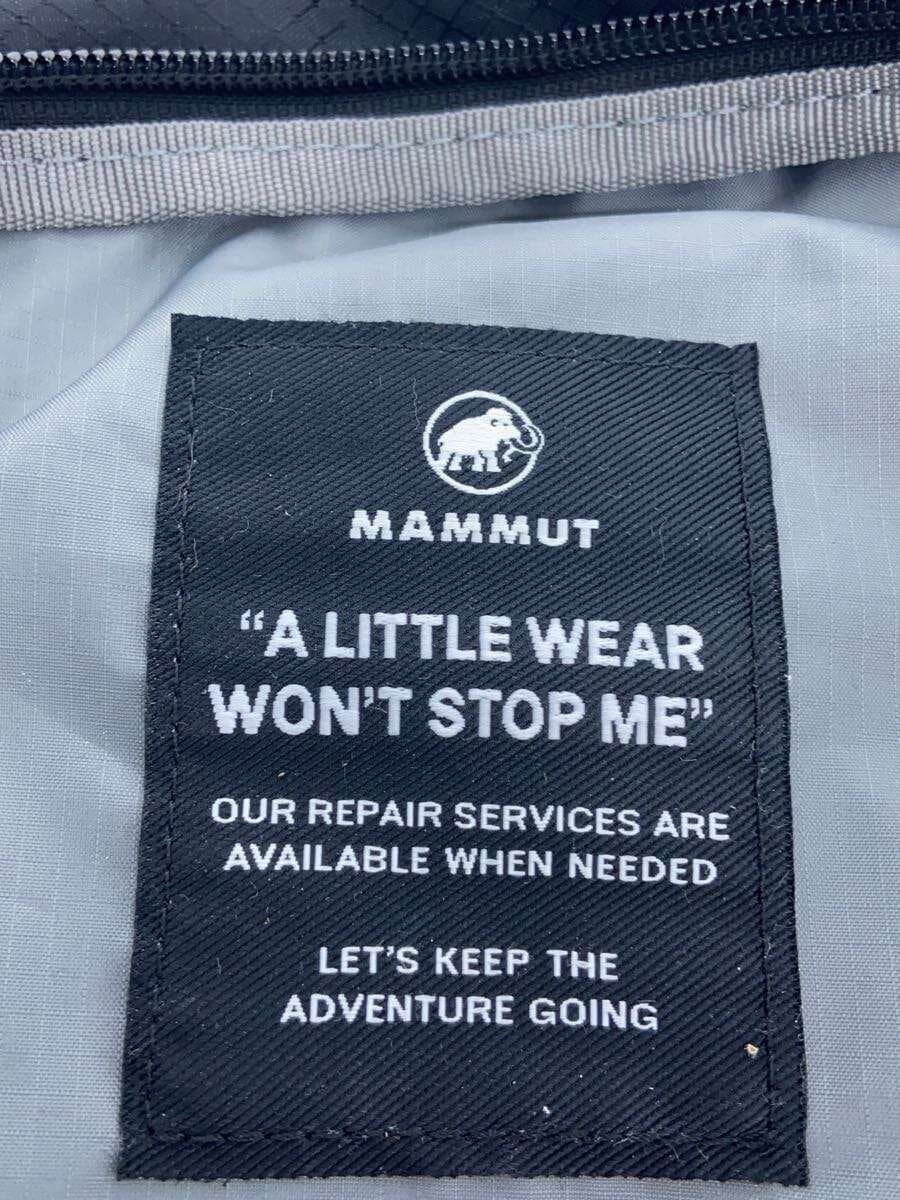 MAMMUT
“A LITTLE WEAR
WON'T STOP ME”
OUR REPAIR SERVICES ARE
AVAILABLE WHEN NEEDED
LET'S KEEP THE
ADVENTURE GOING